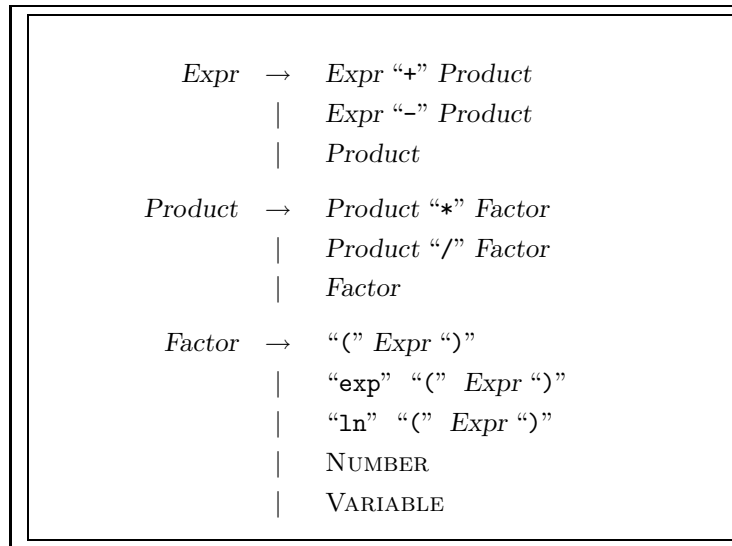 Expr → Expr “+” Product
| Expr “-” Product
| Product
Product → Product “*” Factor
| Product “/” Factor
| Factor
Factor → “(” Expr “)”
| “exp” “(” Expr “)”
| “ln” “(” Expr “)”
| NUMBER
| VARIABLE